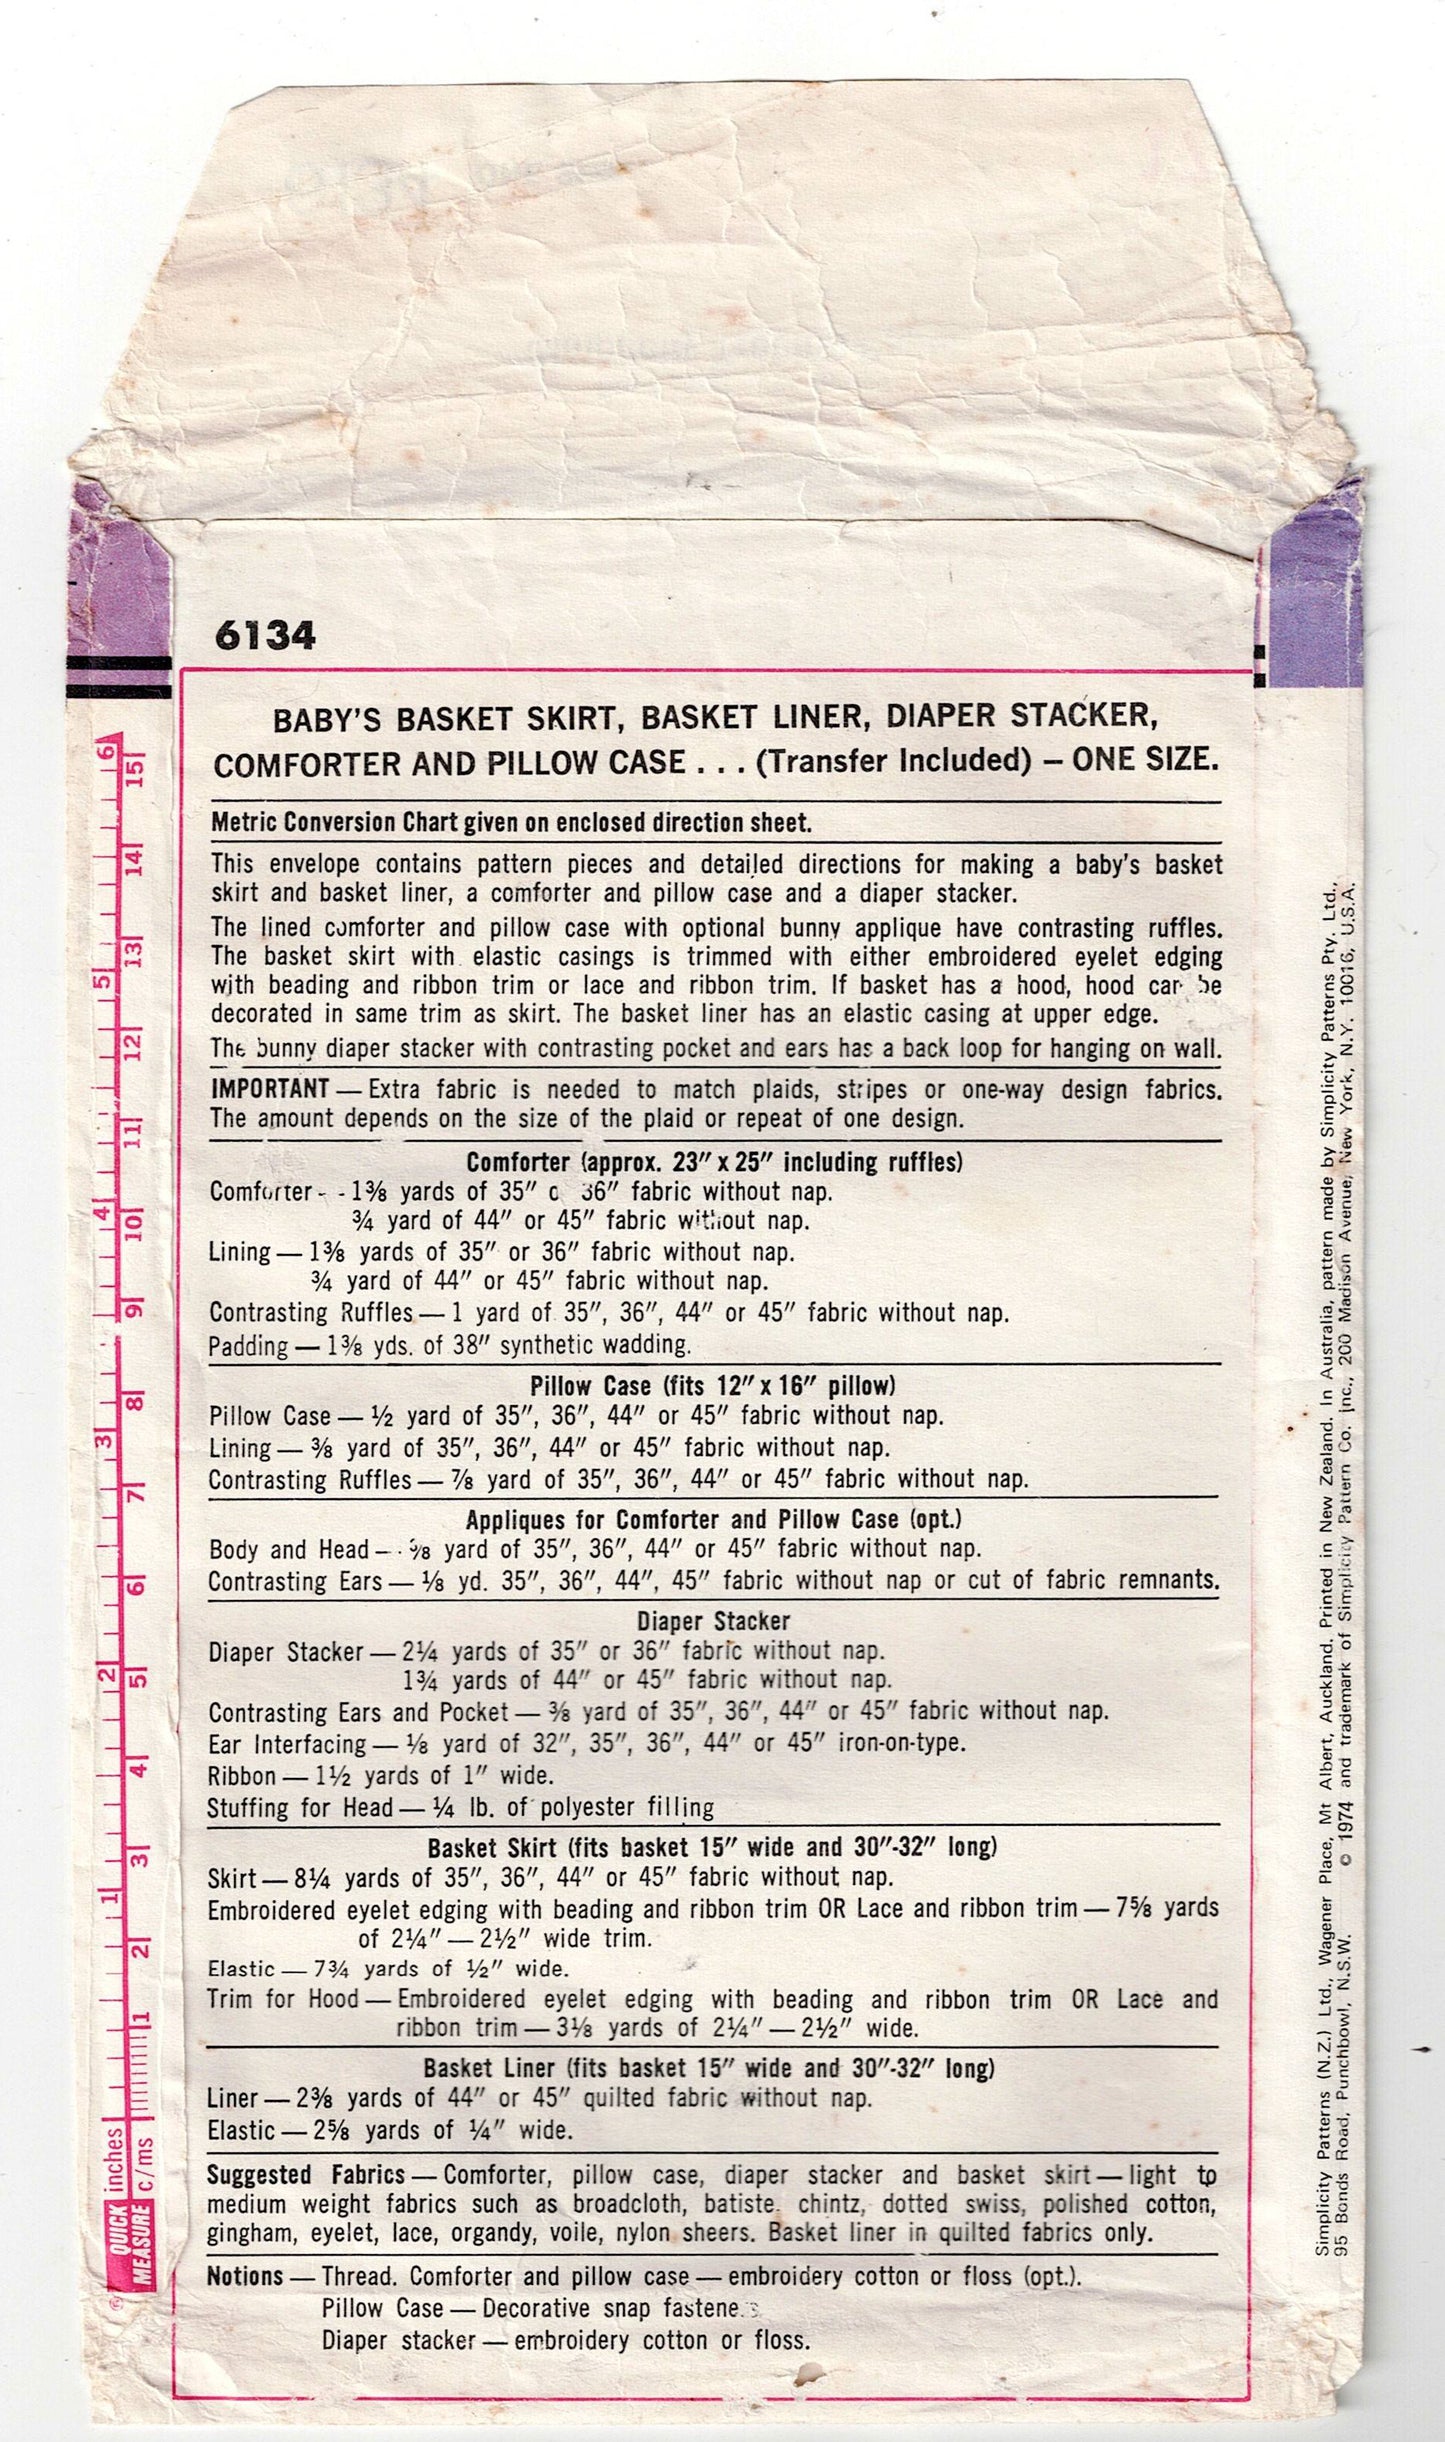 6134
BABY'S BASKET SKIRT, BASKET LINER, DIAPER STACKER,
COMFORTER AND PILLOW CASE . . . (Transfer Included) – ONE SIZE.
Metric Conversion Chart given on enclosed direction sheet.
This envelope contains pattern pieces and detailed directions for making a baby's basket
skirt and basket liner, a comforter and pillow case and a diaper stacker.
The lined comforter and pillow case with optional bunny applique have contrasting ruffles.
The basket skirt with elastic casings is trimmed with either embroidered eyelet edging
with beading and ribbon trim or lace and ribbon trim. If basket has a hood, hood can be
decorated in same trim as skirt. The basket liner has an elastic casing at upper edge.
The bunny diaper stacker with contrasting pocket and ears has a back loop for hanging on wall.
IMPORTANT — Extra fabric is needed to match plaids, stripes or one-way design fabrics.
The amount depends on the size of the plaid or repeat of one design.
Comforter (approx. 23″ x 25″ including ruffles)
Comforter - - 1⅜ yards of 35″ o 36″ fabric without nap.
¾ yard of 44″ or 45″ fabric without nap.
Lining — 1⅜ yards of 35″ or 36″ fabric without nap.
¾ yard of 44″ or 45″ fabric without nap.
Contrasting Ruffles — 1 yard of 35″, 36″, 44″ or 45″ fabric without nap.
Padding — 1⅜ yds. of 38″ synthetic wadding.
Pillow Case (fits 12″ x 16″ pillow)
Pillow Case — ½ yard of 35″, 36″, 44″ or 45″ fabric without nap.
Lining — ⅜ yard of 35″, 36″, 44″ or 45″ fabric without nap.
Contrasting Ruffles — ⅞ yard of 35″, 36″, 44″ or 45″ fabric without nap.
Appliques for Comforter and Pillow Case (opt.)
Body and Head — yard of 35″, 36″, 44″ or 45″ fabric without nap.
Contrasting Ears — ⅛ yd. 35″, 36″, 44″, 45″ fabric without nap or cut of fabric remnants.
Diaper Stacker
Diaper Stacker — 2¼ yards of 35″ or 36″ fabric without nap.
1¾ yards of 44″ or 45″ fabric without nap.
Contrasting Ears and Pocket — ⅜ yard of 35″, 36″, 44″ or 45″ fabric without nap.
Ear Interfacing — ⅛ yard of 32″, 35″, 36″, 44″ or 45″ iron-on-type.
Ribbon — 1½ yards of 1″ wide.
Stuffing for Head — ¼ lb. of polyester filling
Basket Skirt (fits basket 15″ wide and 30″-32″ long)
Skirt — 8¼ yards of 35″, 36″, 44″ or 45″ fabric without nap.
Embroidered eyelet edging with beading and ribbon trim OR Lace and ribbon trim — 7⅝ yards
of 2¼″ — 2½″ wide trim.
Elastic — 7¾ yards of ½″ wide.
Trim for Hood — Embroidered eyelet edging with beading and ribbon trim OR Lace and
ribbon trim — 3⅛ yards of 2¼″ — 2½″ wide.
Basket Liner (fits basket 15″ wide and 30″-32″ long)
Liner — 2⅜ yards of 44″ or 45″ quilted fabric without nap.
Elastic — 2⅝ yards of ¼″ wide.
Suggested Fabrics — Comforter, pillow case, diaper stacker and basket skirt — light to
medium weight fabrics such as broadcloth, batiste. chintz, dotted swiss, polished cotton,
gingham, eyelet, lace, organdy, voile, nylon sheers. Basket liner in quilted fabrics only.
Notions — Thread. Comforter and pillow case — embroidery cotton or floss (opt.).
Pillow Case — Decorative snap fasteners
Diaper stacker — embroidery cotton or floss.
6
15
14
13
5
12
11
4
10
9
8
3
7
6
2
5
4
3
1
2
1
inches
c/ms
QUICK
MEASURE
®
Simplicity Patterns (N.Z.) Ltd., Wagener Place, Mt Albert, Auckland. Printed in New Zealand. In Australia, pattern made by Simplicity Patterns Pty. Ltd.,
95 Bonds Road, Punchbowl, N.S.W. © 1974 and trademark of Simplicity Pattern Co. inc., 200 Madison Avenue, New York, N.Y. 10016, U.S.A.